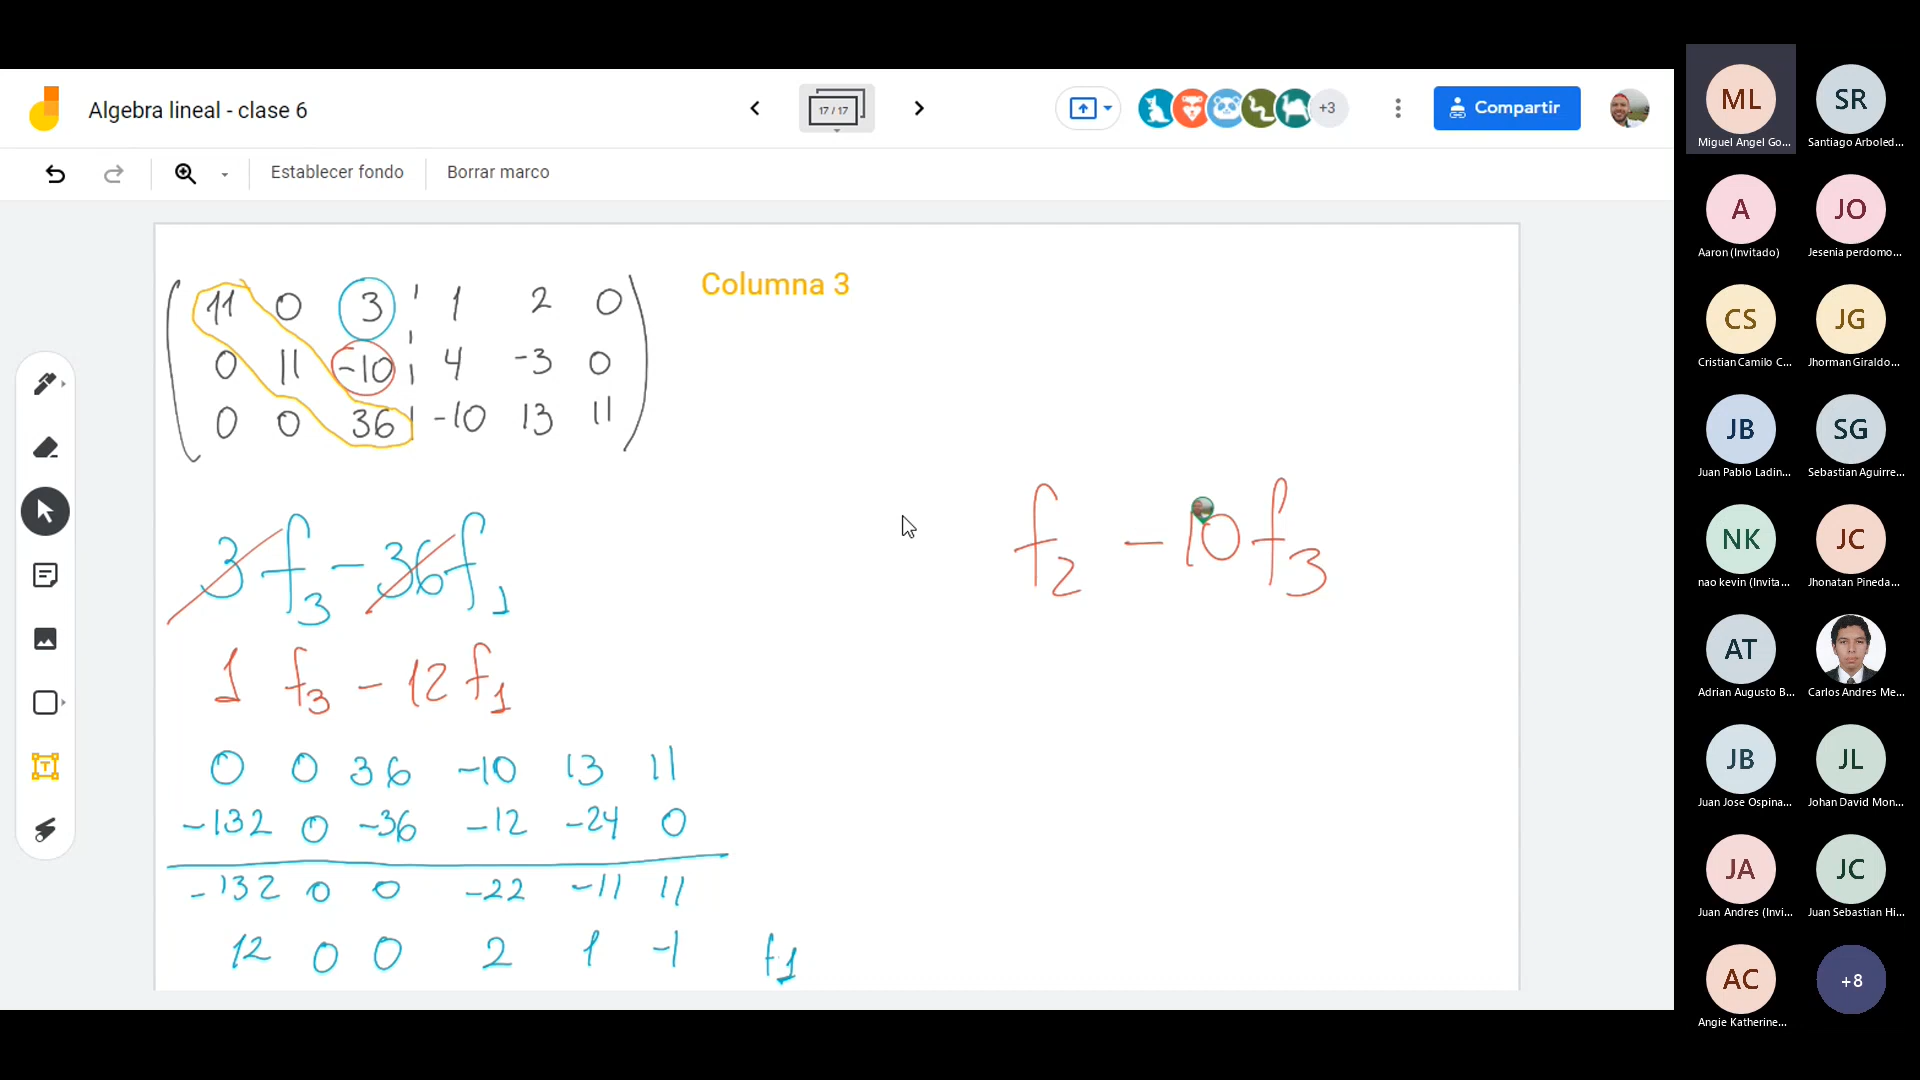 Algebra lineal - clase 6
17 / 17
+3
Compartir
Establecer fondo
Borrar marco
Columna 3
11 0 3 1 2 0
0 11 -10 4 -3 0
0 0 36 -10 13 11
3 f3 - 36 f1
1 f3 - 12 f1
0 0 36 -10 13 11
-132 0 -36 -12 -24 0
-132 0 0 -22 -11 11
12 0 0 2 1 -1 f1
f2 - 10 f3
ML
Miguel Angel Go...
SR
Santiago Arboled...
A
Aaron (Invitado)
JO
Jesenia perdomo...
CS
Cristian Camilo C...
JG
Jhorman Giraldo...
JB
Juan Pablo Ladin...
SG
Sebastian Aguirre...
NK
nao kevin (Invita...
JC
Jhonatan Pineda...
AT
Adrian Augusto B...
Carlos Andres Me...
JB
Juan Jose Ospina...
JL
Johan David Mon...
JA
Juan Andres (Invi...
JC
Juan Sebastian Hi...
AC
Angie Katherine...
+8